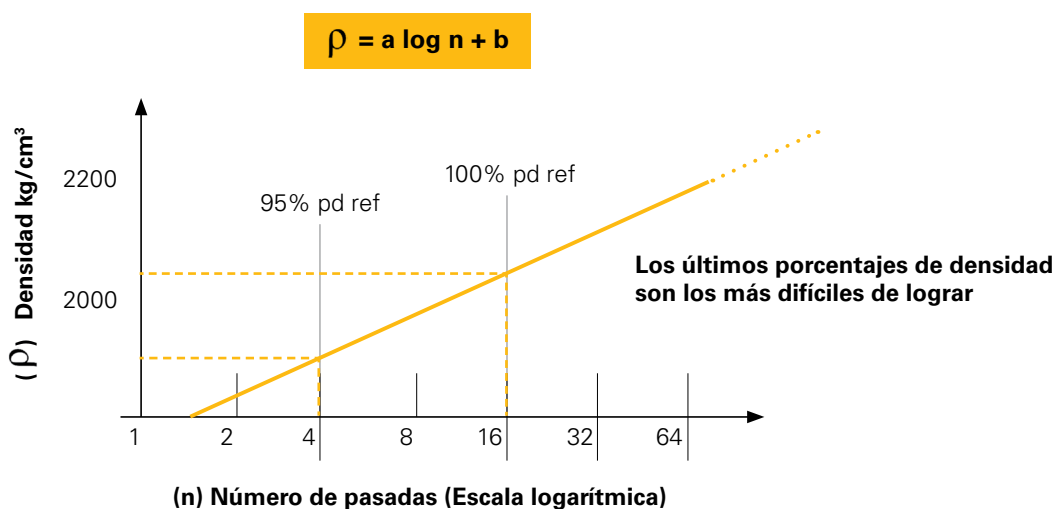 ρ = a log n + b
(ρ) Densidad kg/cm³
2200
2000
95% pd ref
100% pd ref
Los últimos porcentajes de densidad
son los más difíciles de lograr
1 2 4 8 16 32 64
(n) Número de pasadas (Escala logarítmica)